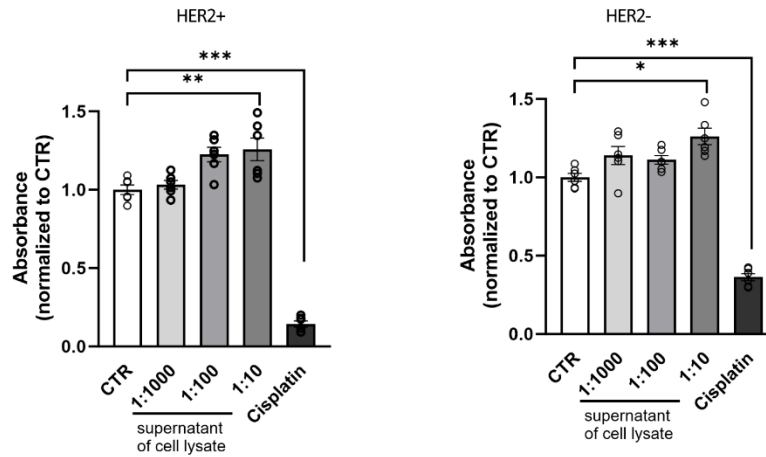 HER2+
***
**
Absorbance
(normalized to CTR)
1.5
1.0
0.5
0.0
CTR
1:1000
1:100
1:10
Cisplatin
supernatant
of cell lysate
HER2-
***
*
Absorbance
(normalized to CTR)
1.5
1.0
0.5
0.0
CTR
1:1000
1:100
1:10
Cisplatin
supernatant
of cell lysate